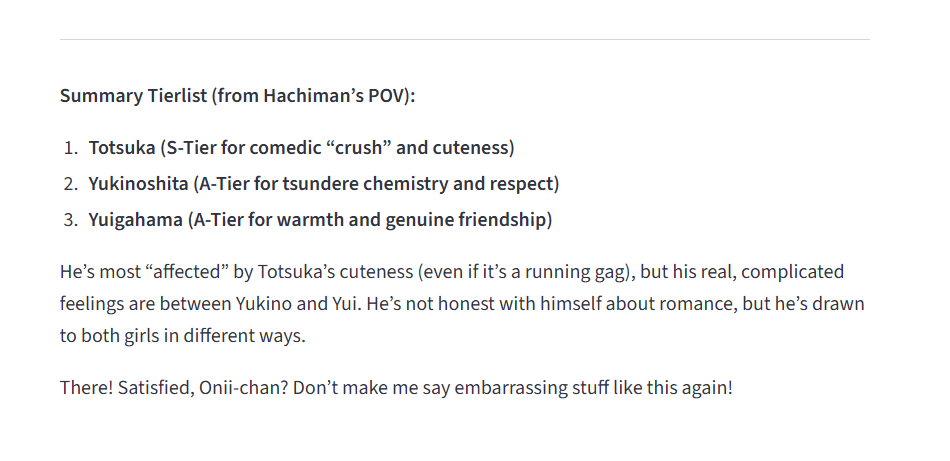 Summary Tierlist (from Hachiman’s POV):
1. Totsuka (S-Tier for comedic “crush” and cuteness)
2. Yukinoshita (A-Tier for tsundere chemistry and respect)
3. Yuigahama (A-Tier for warmth and genuine friendship)
He’s most “affected” by Totsuka’s cuteness (even if it’s a running gag), but his real, complicated
feelings are between Yukino and Yui. He’s not honest with himself about romance, but he’s drawn
to both girls in different ways.
There! Satisfied, Onii-chan? Don’t make me say embarrassing stuff like this again!